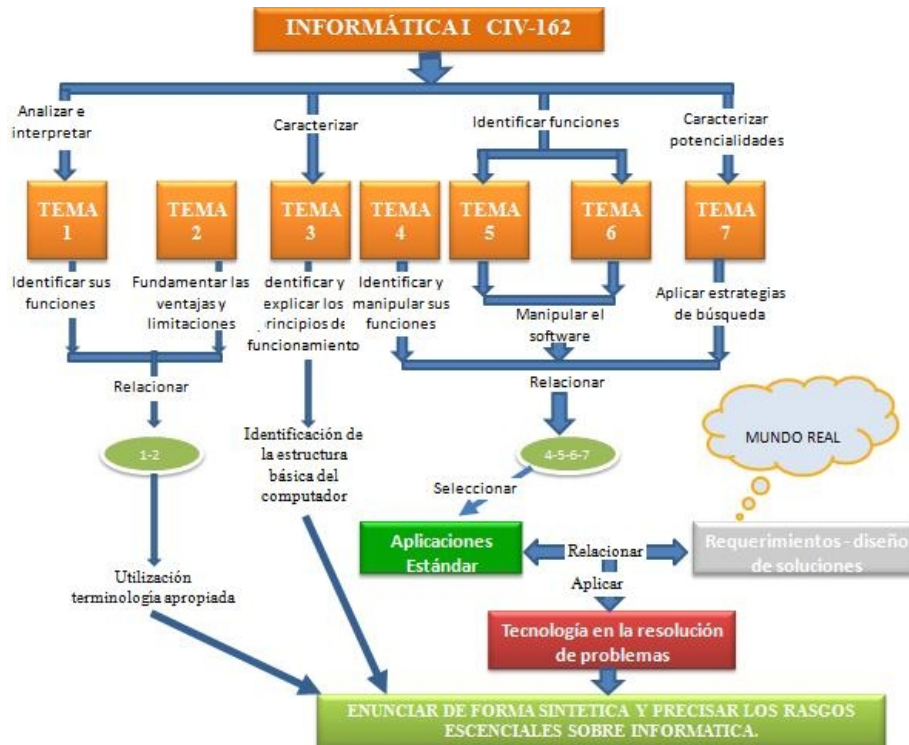 INFORMÁTICA I CIV-162
Analizar e
interpretar
Caracterizar
Identificar funciones
Caracterizar
potencialidades
TEMA
1
TEMA
2
TEMA
3
TEMA
4
TEMA
5
TEMA
6
TEMA
7
Identificar sus
funciones
Fundamentar las
ventajas y
limitaciones
dentificar y
explicar los
principios de
funcionamiento
Identificar y
manipular sus
funciones
Manipular el
software
Aplicar estrategias
de búsqueda
Relacionar
Relacionar
1-2
Identificación de
la estructura
básica del
computador
4-5-6-7
MUNDO REAL
Seleccionar
Aplicaciones
Estándar
Relacionar
Aplicar
Requerimientos - diseño
de soluciones
Utilización
terminología apropiada
Tecnología en la resolución
de problemas
ENUNCIAR DE FORMA SINTETICA Y PRECISAR LOS RASGOS
ESCENCIALES SOBRE INFORMATICA.